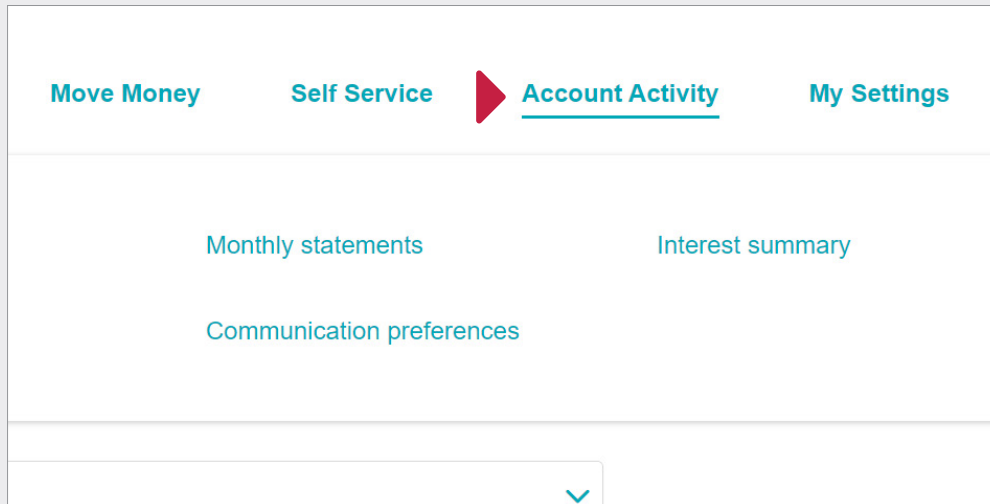 Move Money Self Service Account Activity My Settings
Monthly statements Interest summary
Communication preferences